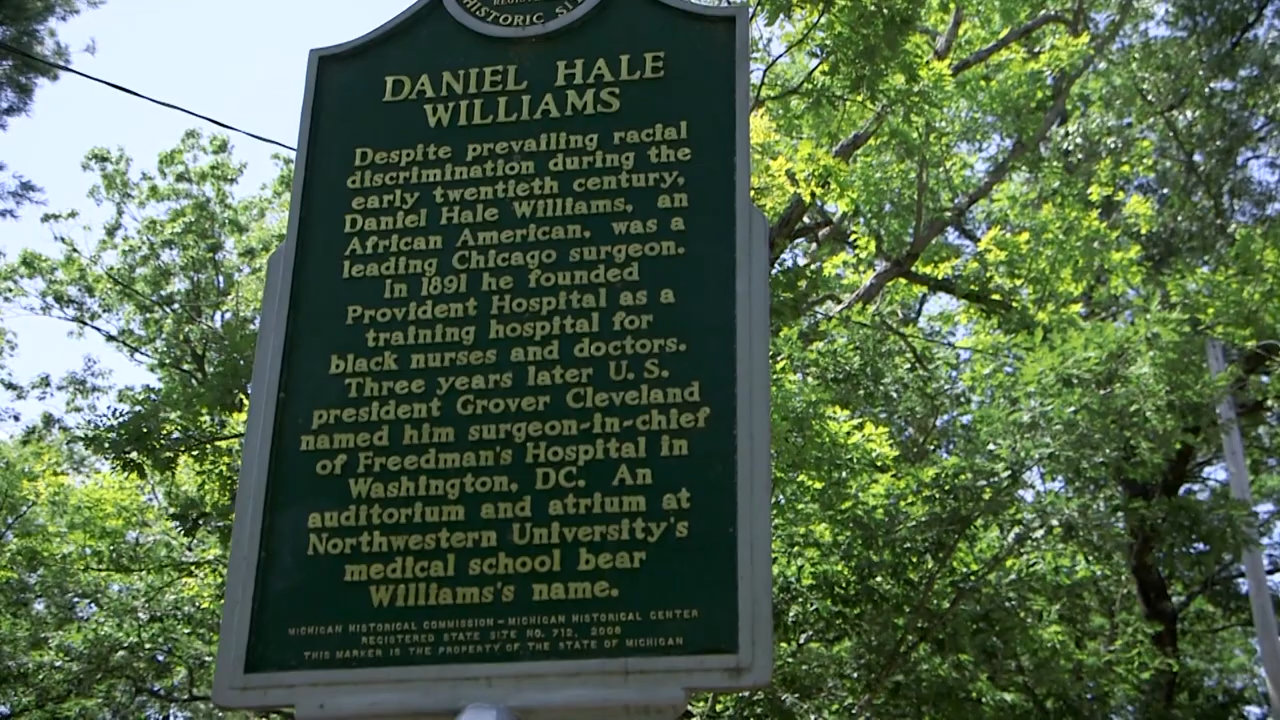 REGISTERED
HISTORIC SITE
DANIEL HALE
WILLIAMS
Despite prevailing racial
discrimination during the
early twentieth century,
Daniel Hale Williams, an
African American, was a
leading Chicago surgeon.
In 1891 he founded
Provident Hospital as a
training hospital for
black nurses and doctors.
Three years later U.S.
president Grover Cleveland
named him surgeon-in-chief
of Freedman's Hospital in
Washington, DC. An
auditorium and atrium at
Northwestern University's
medical school bear
Williams's name.
MICHIGAN HISTORICAL COMMISSION - MICHIGAN HISTORICAL CENTER
REGISTERED STATE SITE NO. 712, 2006
THIS MARKER IS THE PROPERTY OF THE STATE OF MICHIGAN